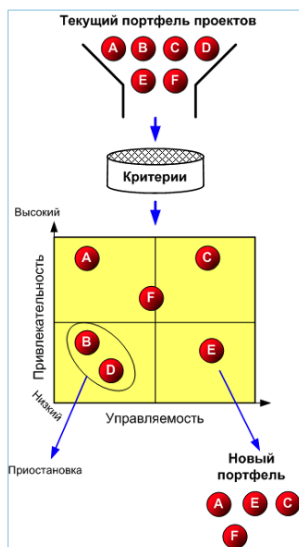 Текущий портфель проектов
A B C D
E F
Критерии
Высокий
Привлекательность
A C
F
B
D
E
Низкий
Управляемость
Приостановка
Новый
портфель
A E C
F